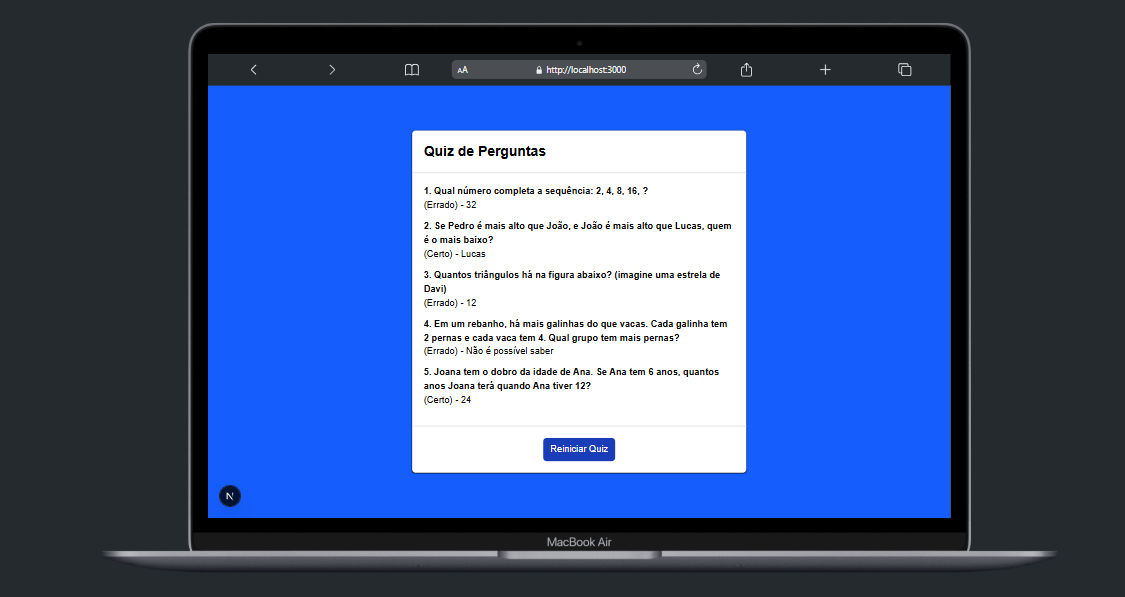 AA
http://localhost:3000
Quiz de Perguntas
1. Qual número completa a sequência: 2, 4, 8, 16, ?
(Errado) - 32
2. Se Pedro é mais alto que João, e João é mais alto que Lucas, quem
é o mais baixo?
(Certo) - Lucas
3. Quantos triângulos há na figura abaixo? (imagine uma estrela de
Davi)
(Errado) - 12
4. Em um rebanho, há mais galinhas do que vacas. Cada galinha tem
2 pernas e cada vaca tem 4. Qual grupo tem mais pernas?
(Errado) - Não é possível saber
5. Joana tem o dobro da idade de Ana. Se Ana tem 6 anos, quantos
anos Joana terá quando Ana tiver 12?
(Certo) - 24
Reiniciar Quiz
N
MacBook Air